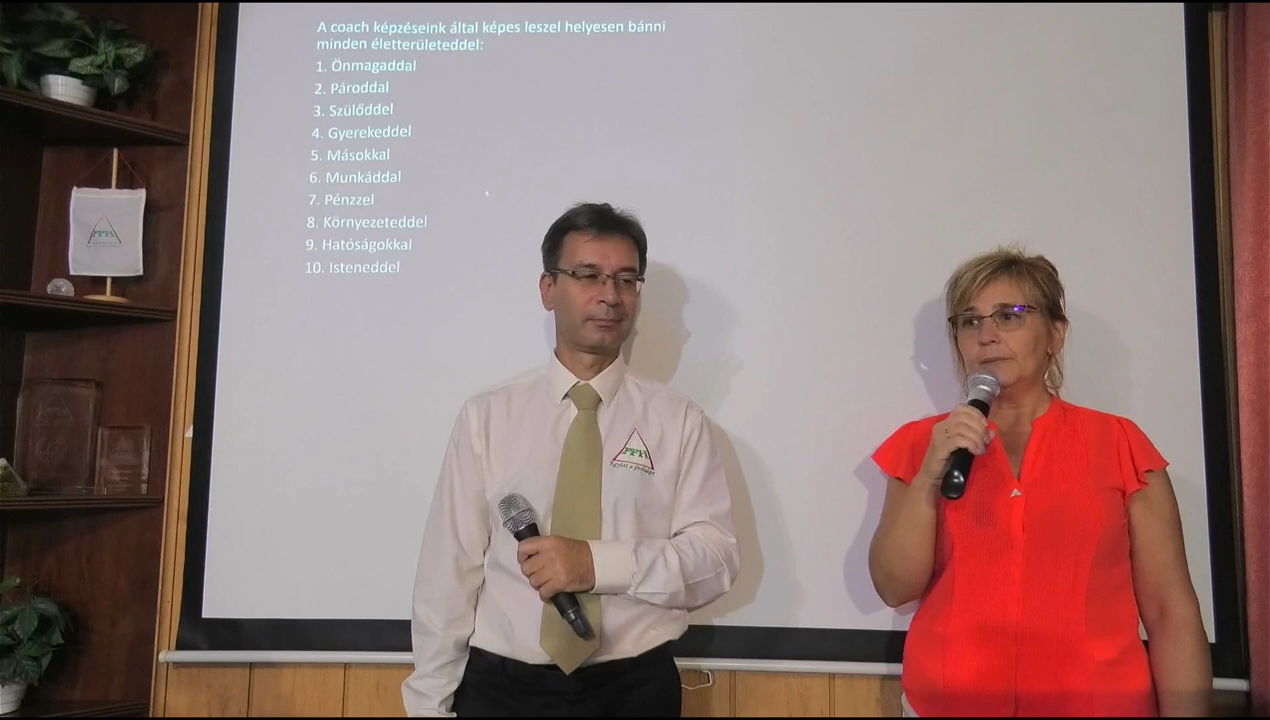 A coach képzéseink által képes leszel helyesen bánni
minden életterületeddel:
1. Önmagaddal
2. Pároddal
3. Szülőddel
4. Gyerekeddel
5. Másokkal
6. Munkáddal
7. Pénzzel
8. Környezeteddel
9. Hatóságokkal
10. Isteneddel
PPH